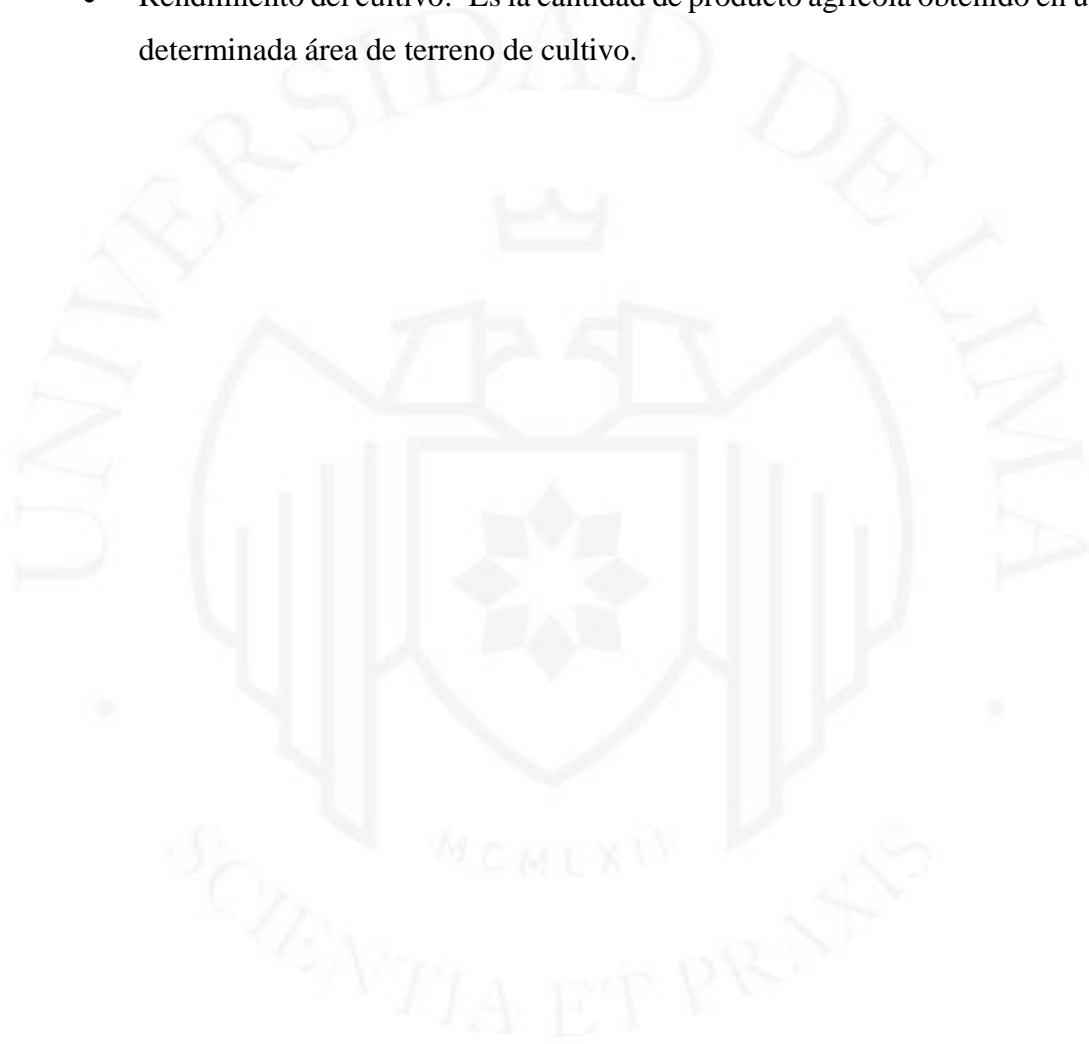 • Rendimiento del cultivo: Es la cantidad de producto agrícola obtenido en
determinada área de terreno de cultivo.
UNIVERSIDAD DE LIMA
MCMLXII
SCIENTIA ET PRAXIS